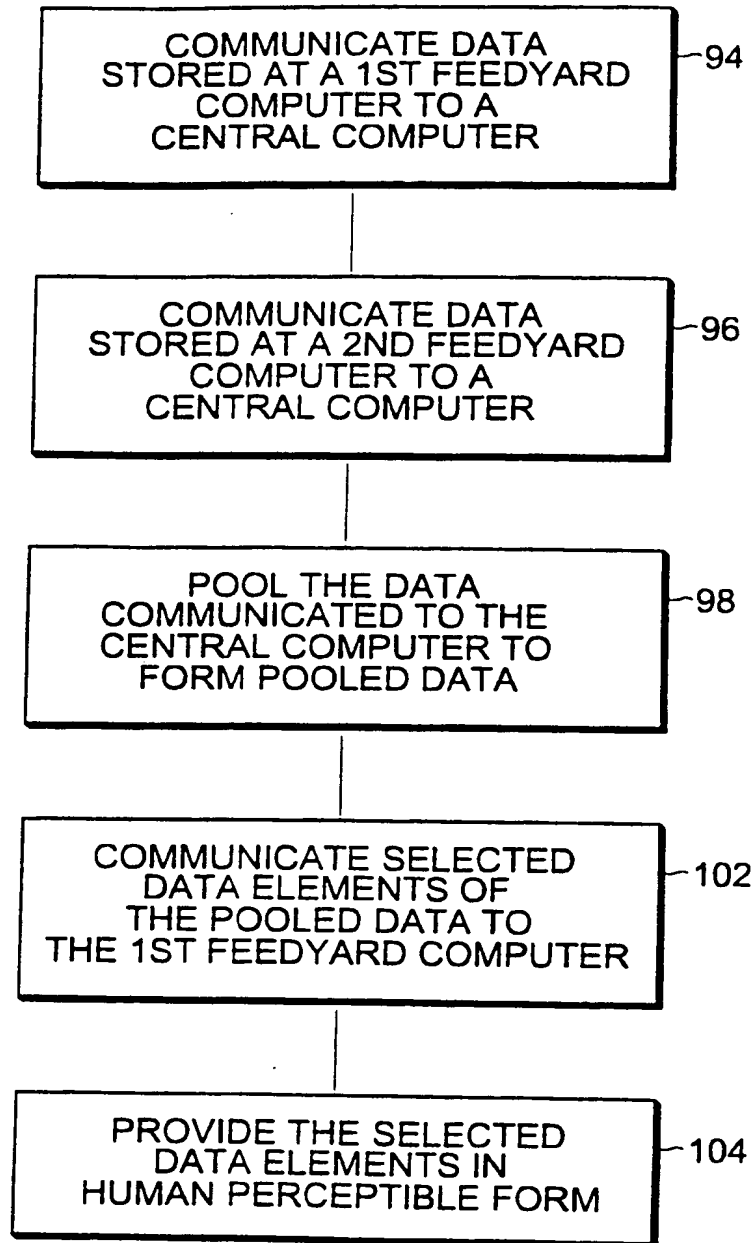 COMMUNICATE DATA
STORED AT A 1ST FEEDYARD
COMPUTER TO A
CENTRAL COMPUTER
94
COMMUNICATE DATA
STORED AT A 2ND FEEDYARD
COMPUTER TO A
CENTRAL COMPUTER
96
POOL THE DATA
COMMUNICATED TO THE
CENTRAL COMPUTER TO
FORM POOLED DATA
98
COMMUNICATE SELECTED
DATA ELEMENTS OF
THE POOLED DATA TO
THE 1ST FEEDYARD COMPUTER
102
PROVIDE THE SELECTED
DATA ELEMENTS IN
HUMAN PERCEPTIBLE FORM
104